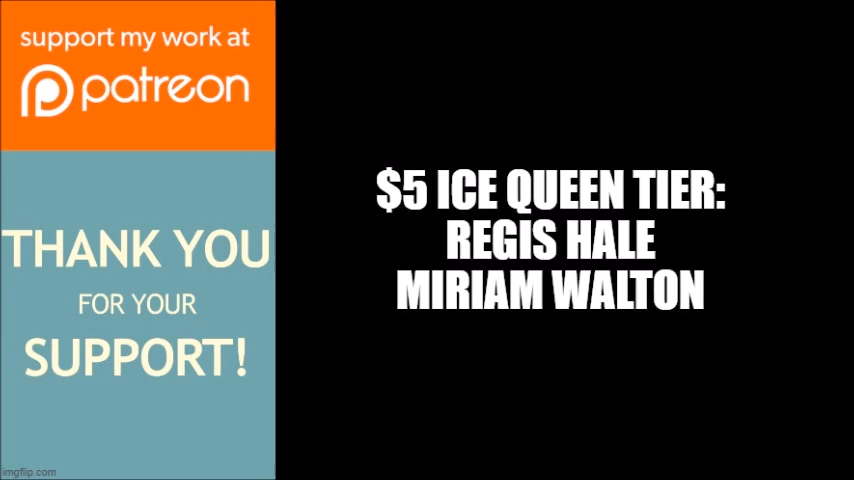 support my work at
patreon
THANK YOU
FOR YOUR
SUPPORT!
$5 ICE QUEEN TIER:
REGIS HALE
MIRIAM WALTON
imgflip.com